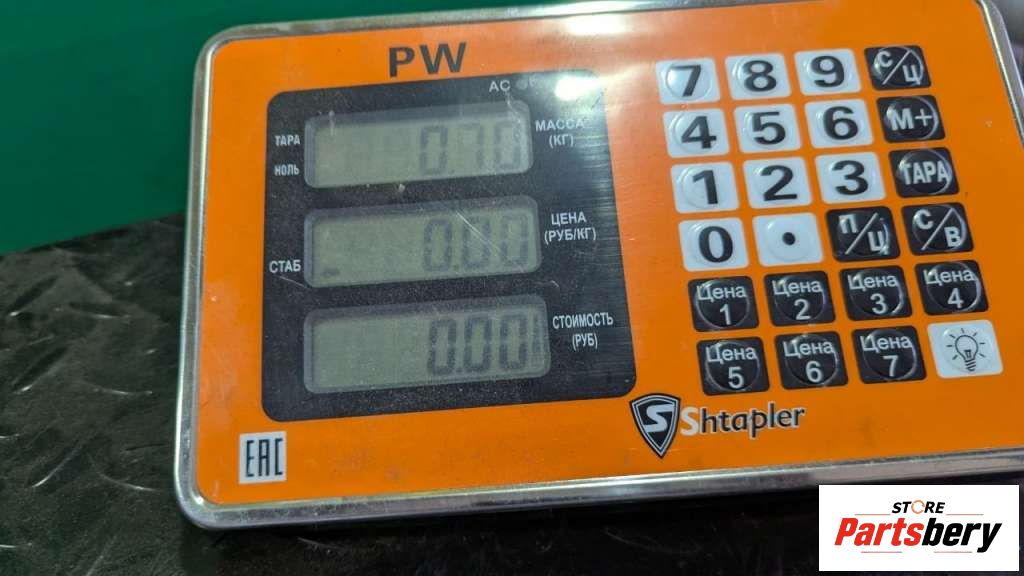 PW
AC
ТАРА
НОЛЬ
0.70
МАССА
(КГ)
СТАБ
0.00
ЦЕНА
(РУБ/КГ)
0.00
СТОИМОСТЬ
(РУБ)
7 8 9 С/Ц
4 5 6 М+
1 2 3 ТАРА
0 . П/Ц С/В
Цена 1 Цена 2 Цена 3 Цена 4
Цена 5 Цена 6 Цена 7
S Shtapler
EAC
STORE
Partsbery